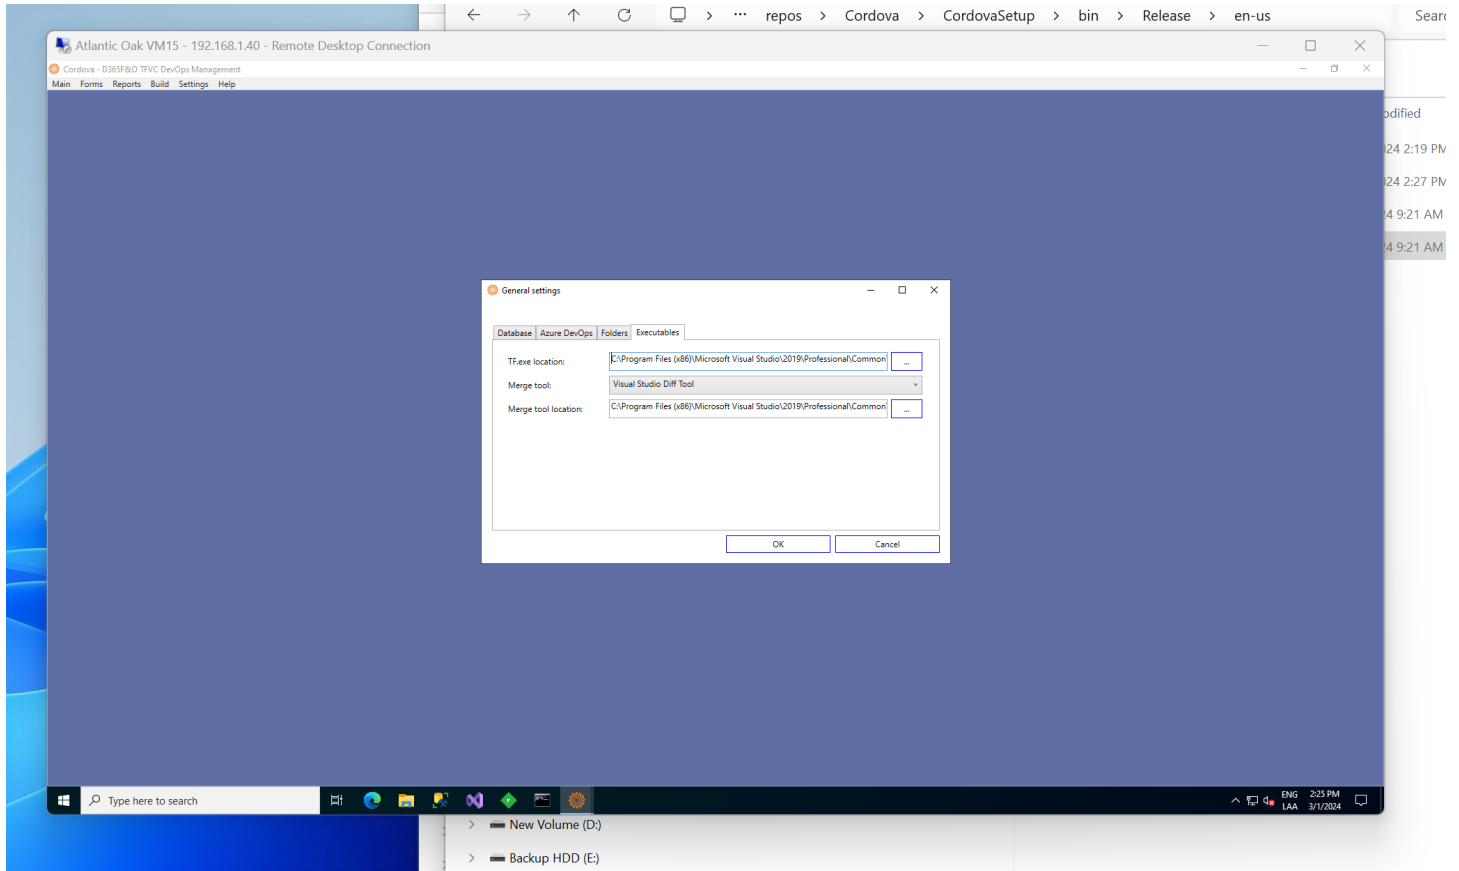 ··· repos > Cordova > CordovaSetup > bin > Release > en-us
Atlantic Oak VM15 - 192.168.1.40 - Remote Desktop Connection
Cordova - D365F&O TFVC DevOps Management
Main Forms Reports Build Settings Help
24 2:19 PM
24 2:27 PM
4 9:21 AM
4 9:21 AM
General settings
Database Azure DevOps Folders Executables
TF.exe location: C:\Program Files (x86)\Microsoft Visual Studio\2019\Professional\Common ...
Merge tool: Visual Studio Diff Tool
Merge tool location: C:\Program Files (x86)\Microsoft Visual Studio\2019\Professional\Common ...
OK Cancel
Type here to search
ENG 2:25 PM
LAA 3/1/2024
New Volume (D:)
Backup HDD (E:)